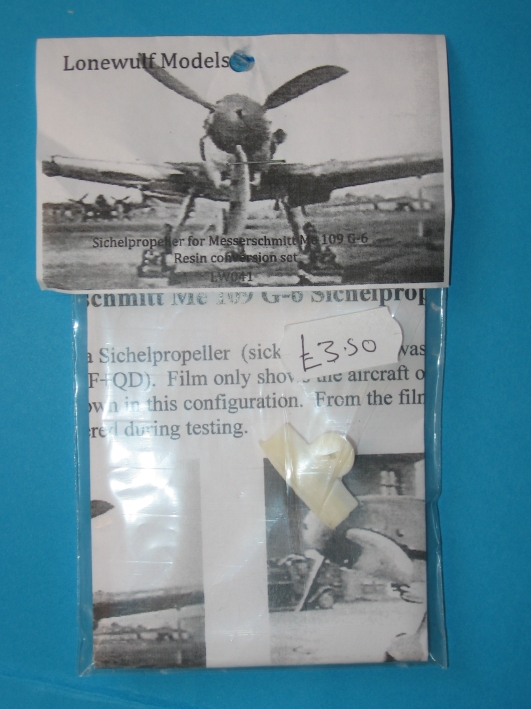 Lonewulf Models
Sichelpropeller for Messerschmitt Me 109 G-6
Resin conversion set
LW041
schmitt Me 109 G-6 Sichelprop
£3.50
a Sichelpropeller (sick was
F+QD). Film only shows the aircraft o
own in this configuration. From the film
ered during testing.